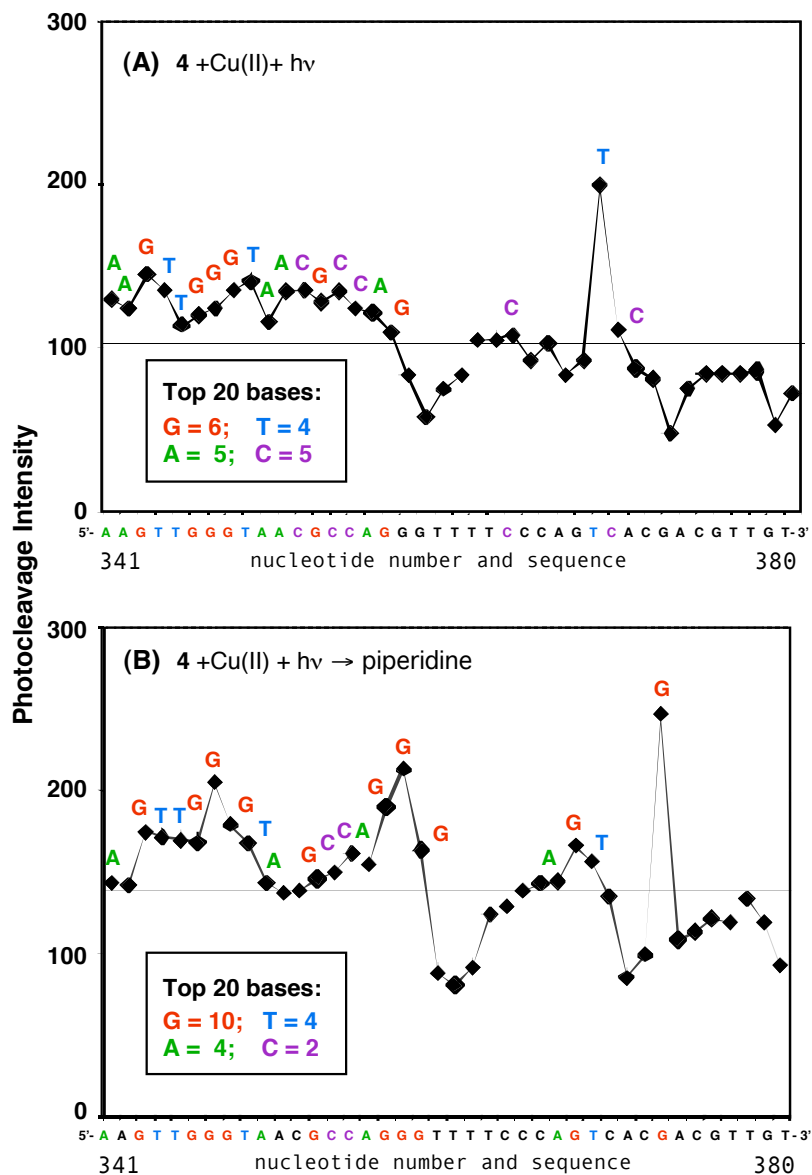 300
(A) 4 +Cu(II)+ hν
T
200
A A G T T G G G T A A C G C C A G C C
100
Top 20 bases:
G = 6; T = 4
A = 5; C = 5
0
5'- A A G T T G G G T A A C G C C A G G G T T T T C C C A G T C A C G A C G T T G T-3'
341 nucleotide number and sequence 380
Photocleavage Intensity
300
(B) 4 +Cu(II) + hν → piperidine
G
200
A G T T G G G T A G C C A G G G A G T
100
Top 20 bases:
G = 10; T = 4
A = 4; C = 2
0
5'- A A G T T G G G T A A C G C C A G G G T T T T C C C A G T C A C G A C G T T G T-3'
341 nucleotide number and sequence 380